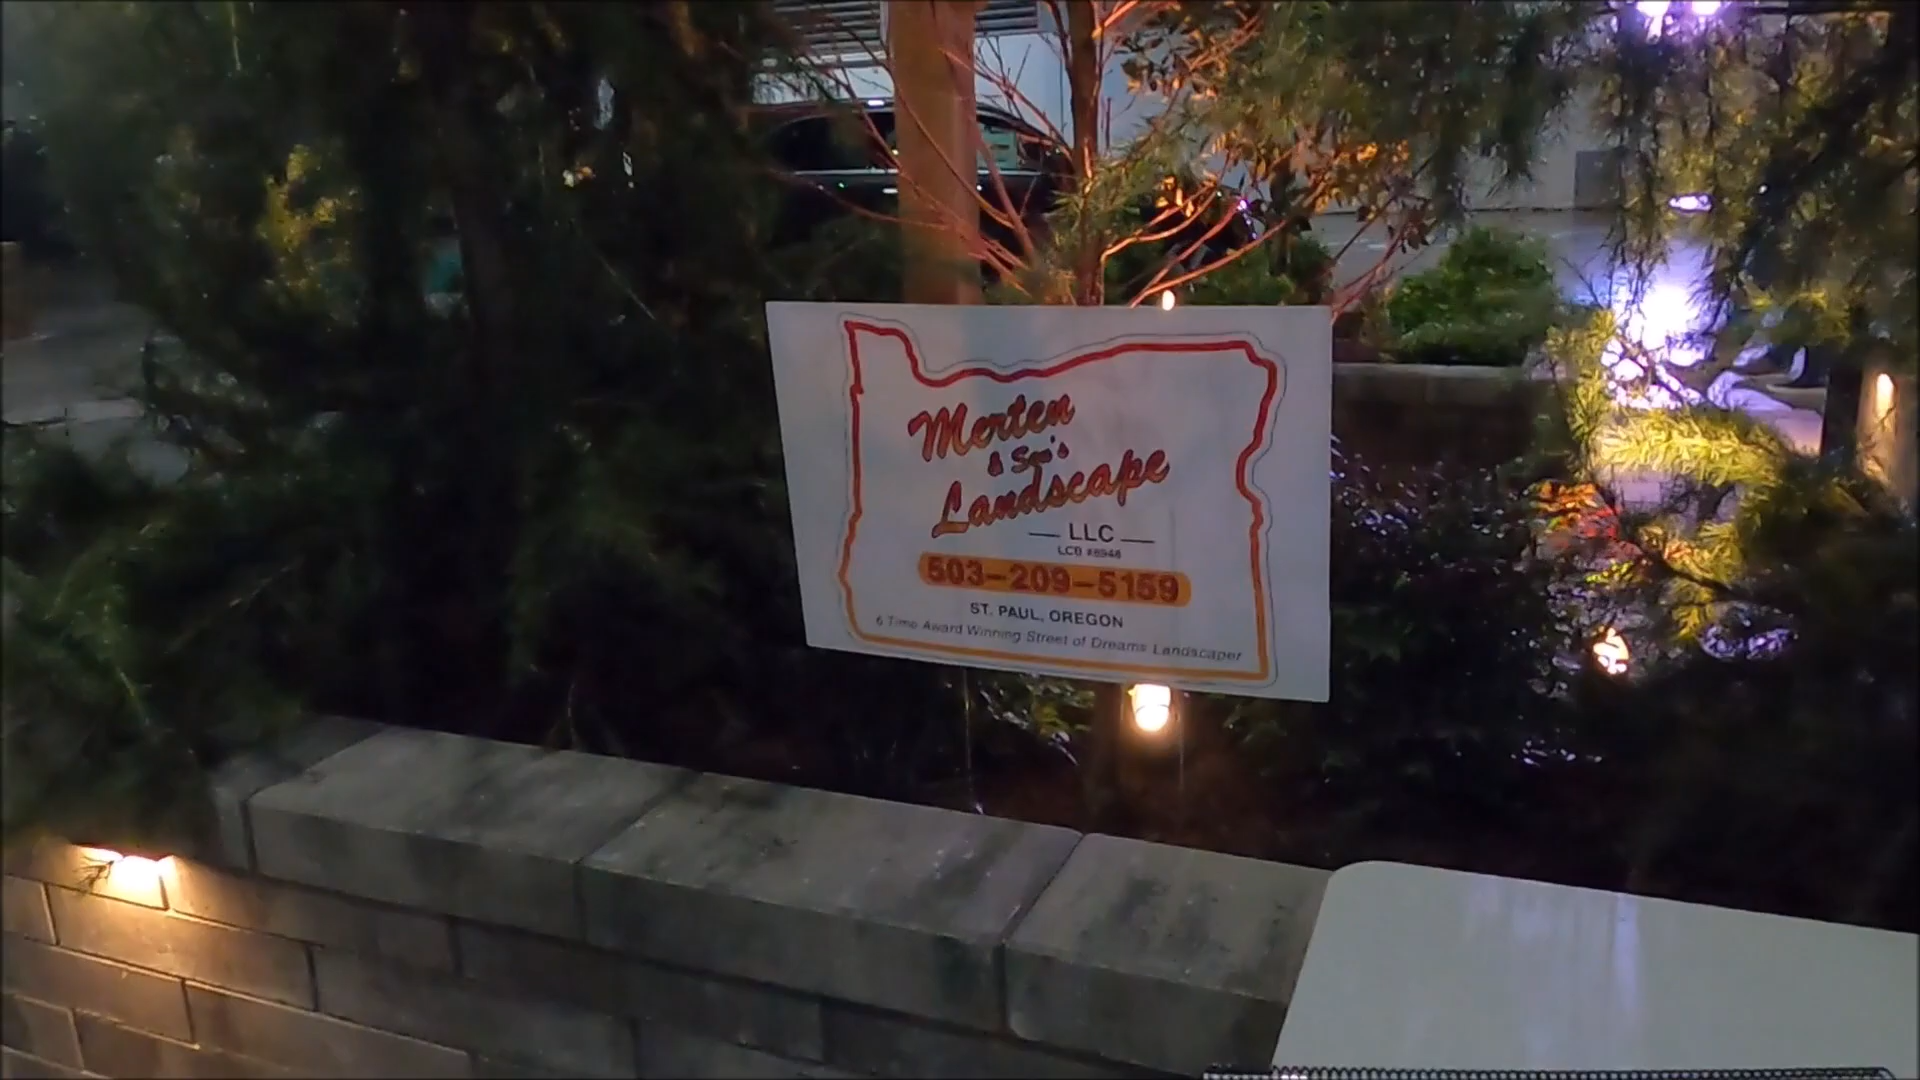 Merten
& Son's
Landscape
LLC
LCB #8948
503-209-5159
ST. PAUL, OREGON
6 Time Award Winning Street of Dreams Landscaper